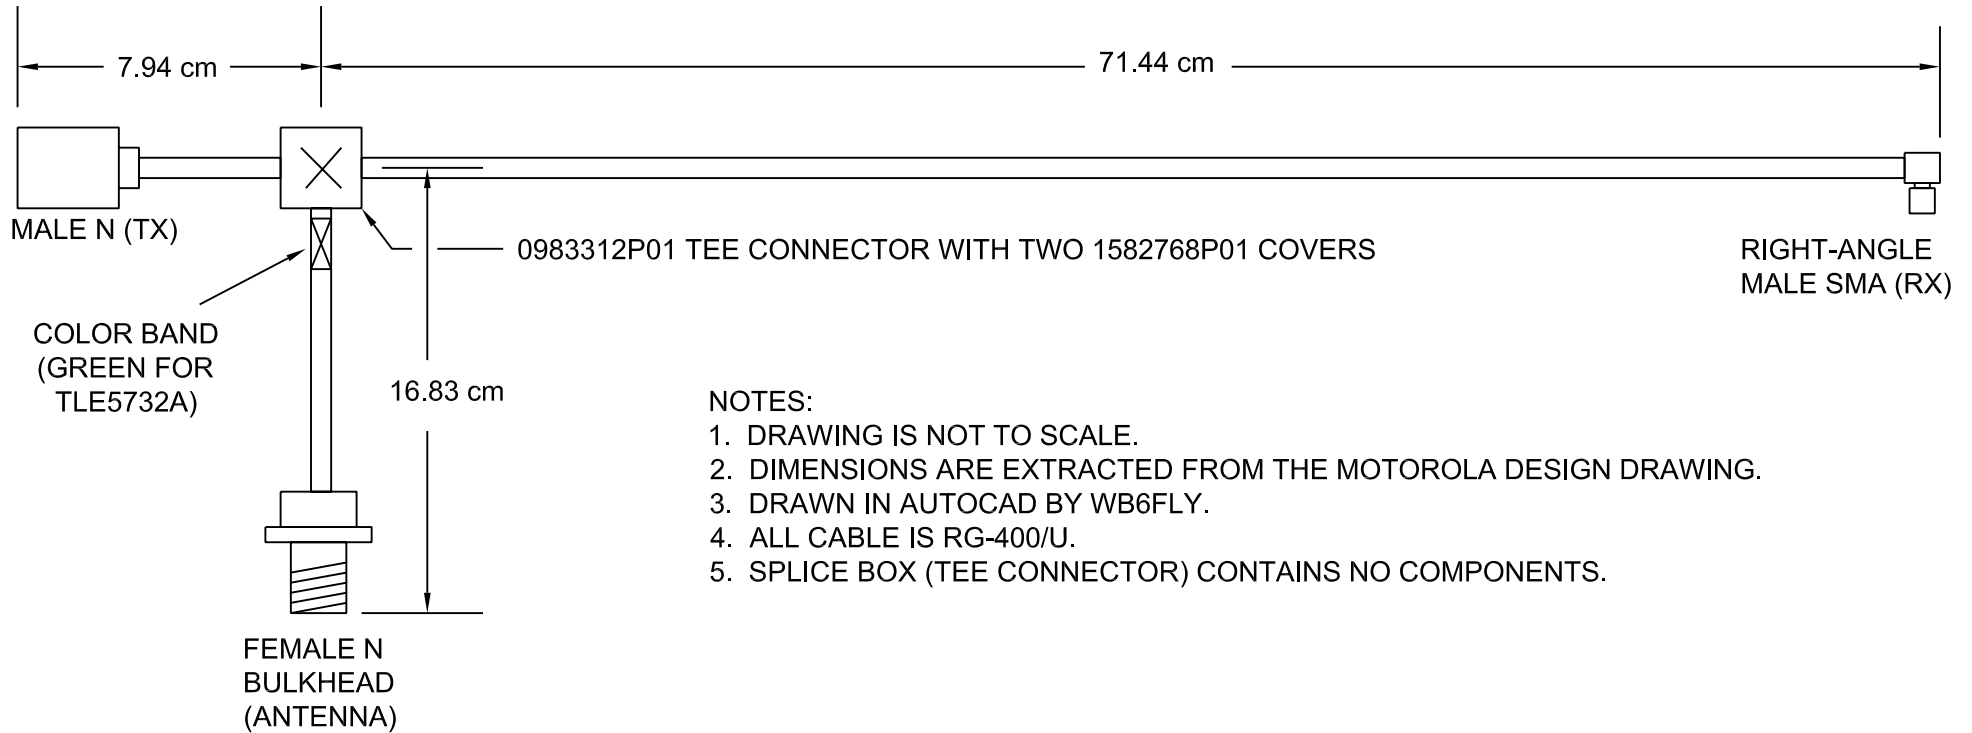 7.94 cm
71.44 cm
MALE N (TX)
0983312P01 TEE CONNECTOR WITH TWO 1582768P01 COVERS
RIGHT-ANGLE
MALE SMA (RX)
COLOR BAND
(GREEN FOR
TLE5732A)
16.83 cm
NOTES:
1. DRAWING IS NOT TO SCALE.
2. DIMENSIONS ARE EXTRACTED FROM THE MOTOROLA DESIGN DRAWING.
3. DRAWN IN AUTOCAD BY WB6FLY.
4. ALL CABLE IS RG-400/U.
5. SPLICE BOX (TEE CONNECTOR) CONTAINS NO COMPONENTS.
FEMALE N
BULKHEAD
(ANTENNA)